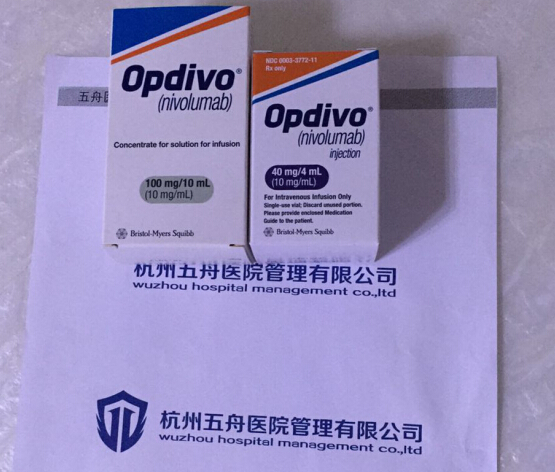 Opdivo®
(nivolumab)
Concentrate for solution for infusion
100 mg/10 mL
(10 mg/mL)
Bristol-Myers Squibb
NDC 0003-3772-11
Rx only
Opdivo®
(nivolumab)
injection
40 mg/4 mL
(10 mg/mL)
For Intravenous Infusion Only
Single-use vial; Discard unused portion.
Please provide enclosed Medication
Guide to the patient.
Bristol-Myers Squibb
五舟医
杭州五舟医院管理有限公司
wuzhou hospital management co.,ltd
杭州五舟医院管理有限公司
wuzhou hospital management co.,ltd